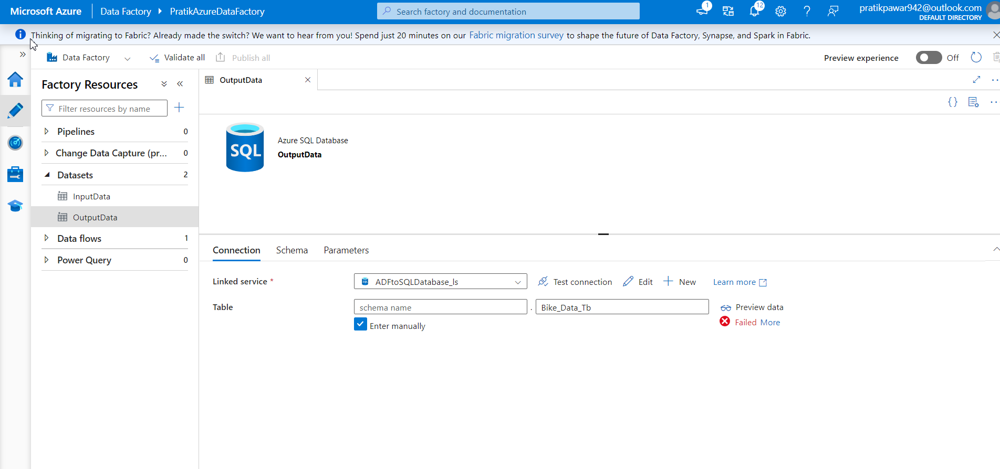 Microsoft Azure Data Factory PratikAzureDataFactory Search factory and documentation 1 12 pratikpawar942@outlook.com
DEFAULT DIRECTORY
Thinking of migrating to Fabric? Already made the switch? We want to hear from you! Spend just 20 minutes on our Fabric migration survey to shape the future of Data Factory, Synapse, and Spark in Fabric.
Data Factory Validate all Publish all Preview experience Off
Factory Resources
Filter resources by name
Pipelines 0
Change Data Capture (pr... 0
Datasets 2
InputData
OutputData
Data flows 1
Power Query 0
OutputData
{}
SQL
Azure SQL Database
OutputData
Connection Schema Parameters
Linked service * SQL ADFtoSQLDatabase_ls Test connection Edit New Learn more
Table schema name . Bike_Data_Tb Preview data
Enter manually Failed More